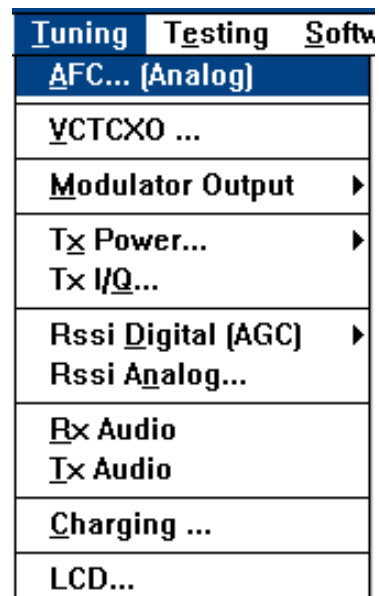 Tuning Testing
AFC... (Analog)
VCTCXO ...
Modulator Output
Tx Power...
Tx I/Q...
Rssi Digital (AGC)
Rssi Analog...
Rx Audio
Tx Audio
Charging ...
LCD...